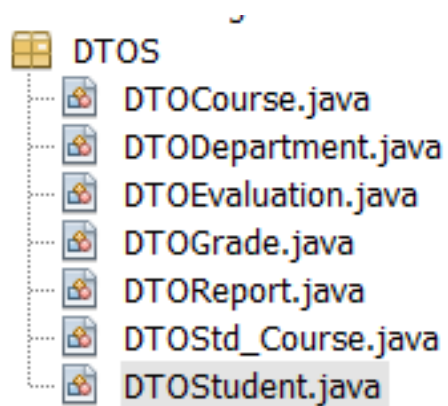 DTOS
DTOCourse.java
DTODepartment.java
DTOEvaluation.java
DTOGrade.java
DTOReport.java
DTOStd_Course.java
DTOStudent.java